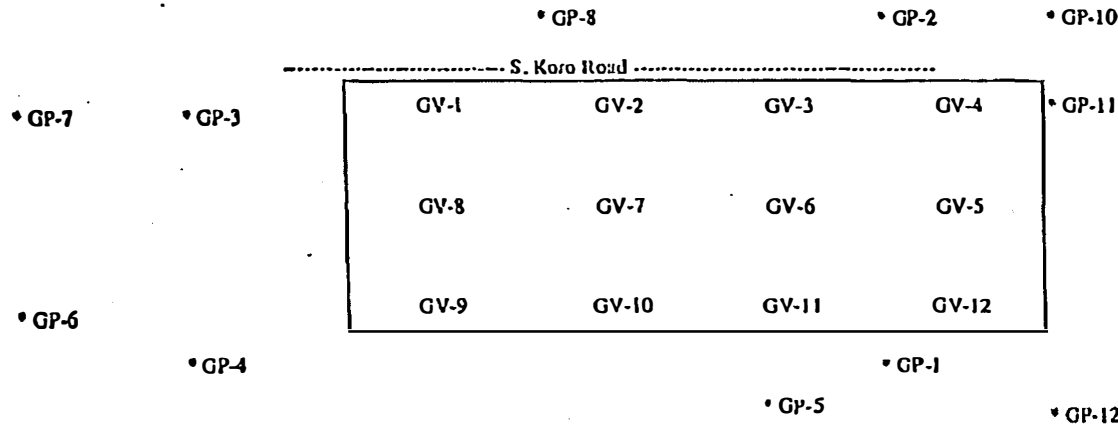 GP-8 GP-2 GP-10
S. Koro Road
GV-1 GV-2 GV-3 GV-4 GP-11
GP-7 GP-3
GV-8 GV-7 GV-6 GV-5
GV-9 GV-10 GV-11 GV-12
GP-6
GP-4 GP-1
GP-5 GP-12